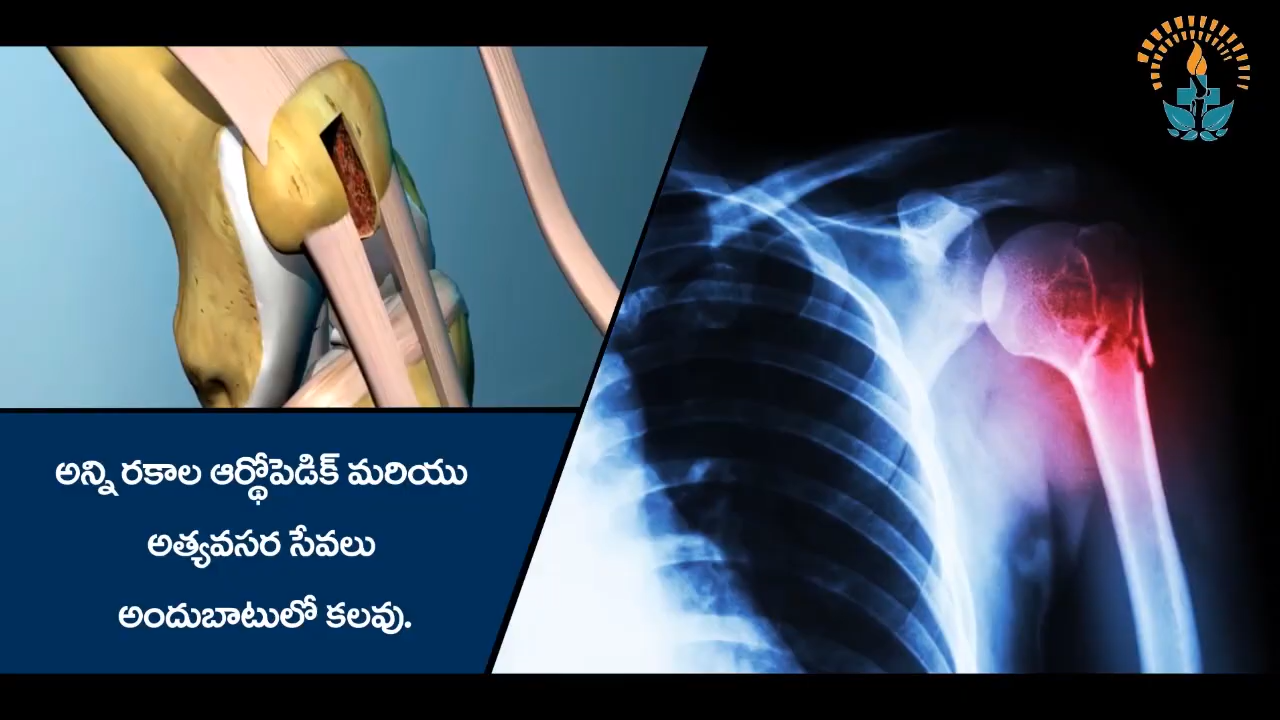 అన్ని రకాల ఆర్థోపెడిక్ మరియు
అత్యవసర సేవలు
అందుబాటులో కలవు.